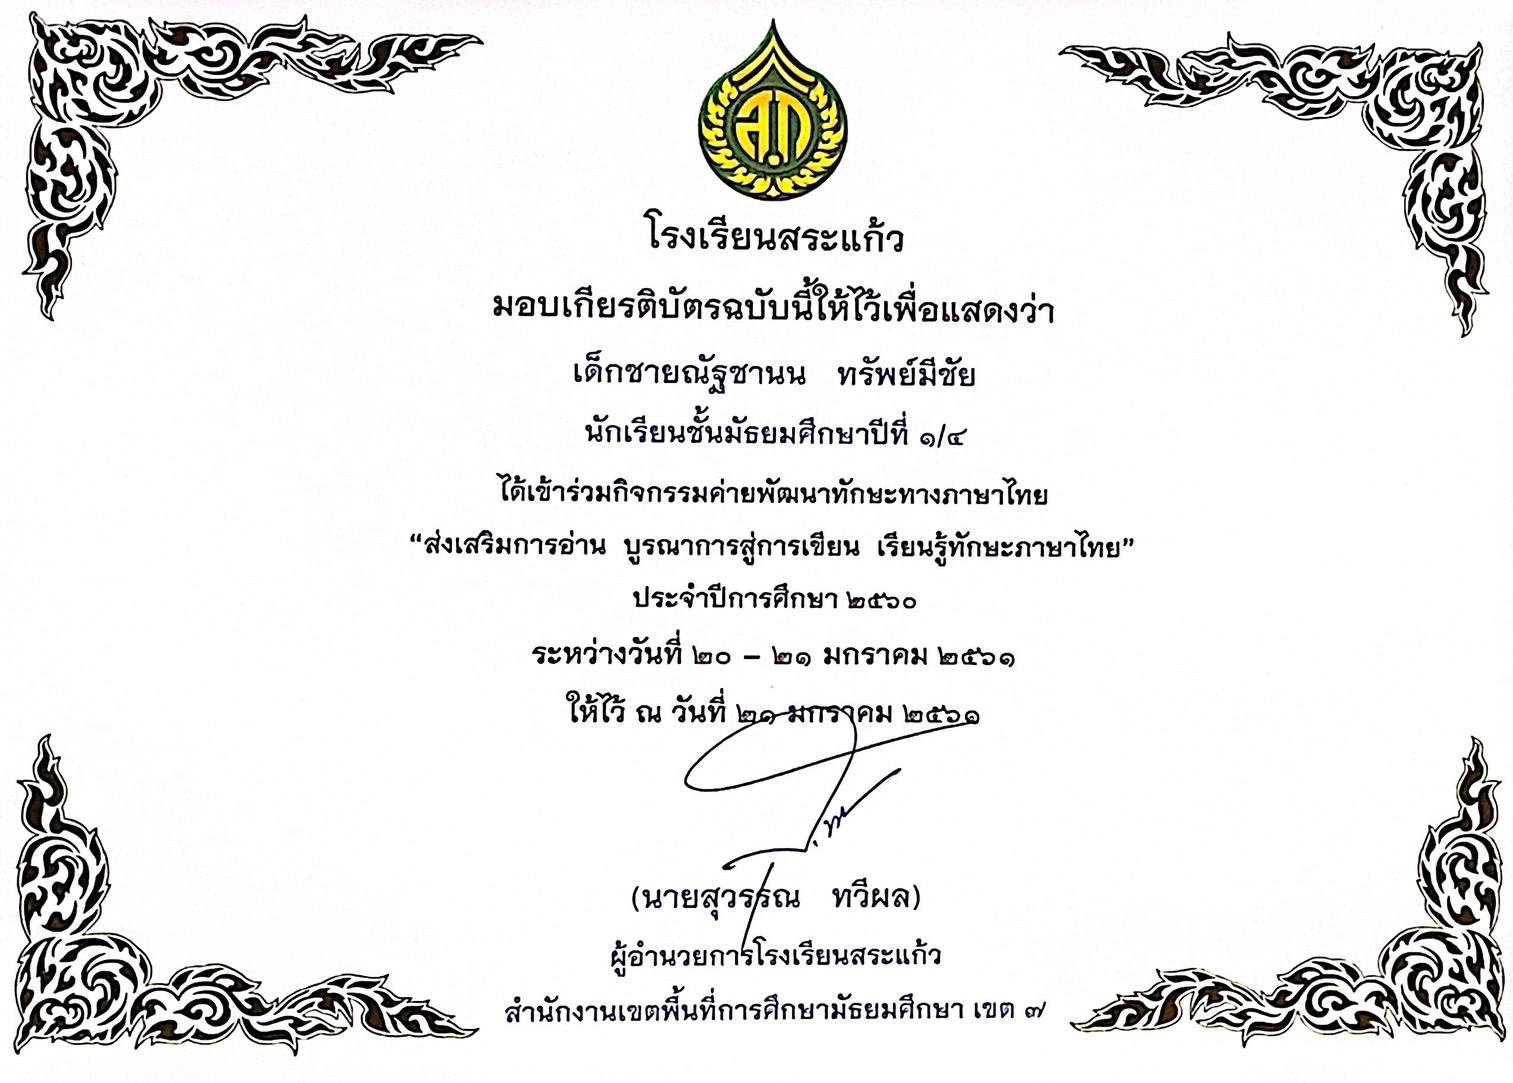 ส.ก
โรงเรียนสระแก้ว
มอบเกียรติบัตรฉบับนี้ให้ไว้เพื่อแสดงว่า
เด็กชายณัฐชานน ทรัพย์มีชัย
นักเรียนชั้นมัธยมศึกษาปีที่ ๑/๔
ได้เข้าร่วมกิจกรรมค่ายพัฒนาทักษะทางภาษาไทย
“ส่งเสริมการอ่าน บูรณาการสู่การเขียน เรียนรู้ทักษะภาษาไทย”
ประจำปีการศึกษา ๒๕๖๐
ระหว่างวันที่ ๒๐ – ๒๑ มกราคม ๒๕๖๑
ให้ไว้ ณ วันที่ ๒๑ มกราคม ๒๕๖๑
(นายสุวรรณ ทวีผล)
ผู้อำนวยการโรงเรียนสระแก้ว
สำนักงานเขตพื้นที่การศึกษามัธยมศึกษา เขต ๗